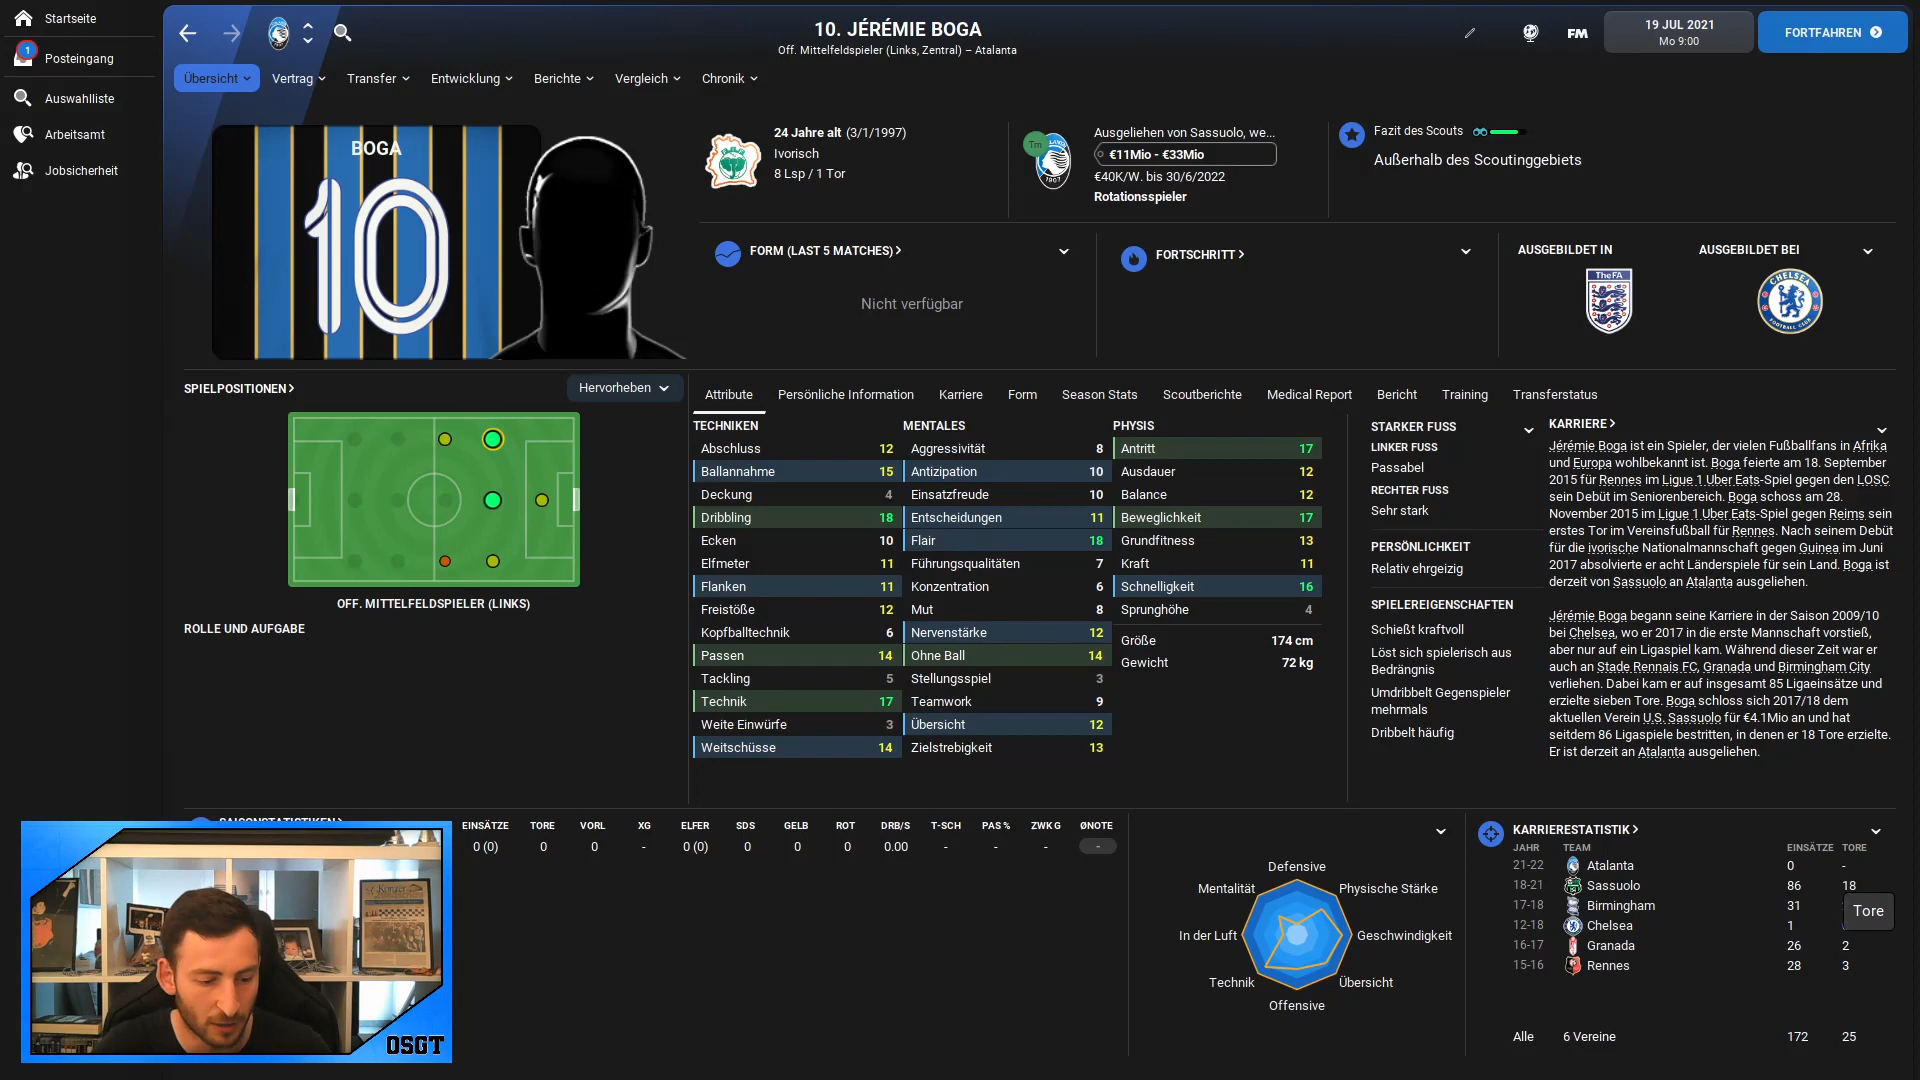 Startseite
1
Posteingang
Auswahlliste
Arbeitsamt
Jobsicherheit
10. JÉRÉMIE BOGA
Off. Mittelfeldspieler (Links, Zentral) – Atalanta
FM
19 JUL 2021
Mo 9:00
FORTFAHREN
Übersicht
Vertrag
Transfer
Entwicklung
Berichte
Vergleich
Chronik
BOGA
10
24 Jahre alt (3/1/1997)
Ivorisch
8 Lsp / 1 Tor
Tm
Ausgeliehen von Sassuolo, we...
€11Mio - €33Mio
€40K/W. bis 30/6/2022
Rotationsspieler
Fazit des Scouts
Außerhalb des Scoutinggebiets
FORM (LAST 5 MATCHES)
Nicht verfügbar
FORTSCHRITT
AUSGEBILDET IN
TheFA
AUSGEBILDET BEI
CHELSEA
FOOTBALL CLUB
SPIELPOSITIONEN
Hervorheben
OFF. MITTELFELDSPIELER (LINKS)
ROLLE UND AUFGABE
Attribute
Persönliche Information
Karriere
Form
Season Stats
Scoutberichte
Medical Report
Bericht
Training
Transferstatus
TECHNIKEN
Abschluss 12
Ballannahme 15
Deckung 4
Dribbling 18
Ecken 10
Elfmeter 11
Flanken 11
Freistöße 12
Kopfballtechnik 6
Passen 14
Tackling 5
Technik 17
Weite Einwürfe 3
Weitschüsse 14
MENTALES
Aggressivität 8
Antizipation 10
Einsatzfreude 10
Entscheidungen 11
Flair 18
Führungsqualitäten 7
Konzentration 6
Mut 8
Nervenstärke 12
Ohne Ball 14
Stellungsspiel 3
Teamwork 9
Übersicht 12
Zielstrebigkeit 13
PHYSIS
Antritt 17
Ausdauer 12
Balance 12
Beweglichkeit 17
Grundfitness 13
Kraft 11
Schnelligkeit 16
Sprunghöhe 4
Größe 174 cm
Gewicht 72 kg
STARKER FUSS
LINKER FUSS
Passabel
RECHTER FUSS
Sehr stark
PERSÖNLICHKEIT
Relativ ehrgeizig
SPIELEREIGENSCHAFTEN
Schießt kraftvoll
Löst sich spielerisch aus
Bedrängnis
Umdribbelt Gegenspieler
mehrmals
Dribbelt häufig
KARRIERE
Jérémie Boga ist ein Spieler, der vielen Fußballfans in Afrika
und Europa wohlbekannt ist. Boga feierte am 18. September
2015 für Rennes im Ligue 1 Uber Eats-Spiel gegen den LOSC
sein Debüt im Seniorenbereich. Boga schoss am 28.
November 2015 im Ligue 1 Uber Eats-Spiel gegen Reims sein
erstes Tor im Vereinsfußball für Rennes. Nach seinem Debüt
für die ivorische Nationalmannschaft gegen Guinea im Juni
2017 absolvierte er acht Länderspiele für sein Land. Boga ist
derzeit von Sassuolo an Atalanta ausgeliehen.
Jérémie Boga begann seine Karriere in der Saison 2009/10
bei Chelsea, wo er 2017 in die erste Mannschaft vorstieß,
aber nur auf ein Ligaspiel kam. Während dieser Zeit war er
auch an Stade Rennais FC, Granada und Birmingham City
verliehen. Dabei kam er auf insgesamt 85 Ligaeinsätze und
erzielte sieben Tore. Boga schloss sich 2017/18 dem
aktuellen Verein U.S. Sassuolo für €4.1Mio an und hat
seitdem 86 Ligaspiele bestritten, in denen er 18 Tore erzielte.
Er ist derzeit an Atalanta ausgeliehen.
SAISONSTATISTIKEN
EINSÄTZE TORE VORL XG ELFER SDS GELB ROT DRB/S T-SCH PAS % ZWK G ØNOTE
0 (0) 0 0 - 0 (0) 0 0 0 0.00 - - - -
Defensive
Mentalität
Physische Stärke
In der Luft
Geschwindigkeit
Technik
Übersicht
Offensive
KARRIERESTATISTIK
JAHR TEAM EINSÄTZE TORE
21-22 Atalanta 0 -
18-21 Sassuolo 86 18
17-18 Birmingham 31
12-18 Chelsea 1
16-17 Granada 26 2
15-16 Rennes 28 3
Tore
Alle 6 Vereine 172 25
OSGT